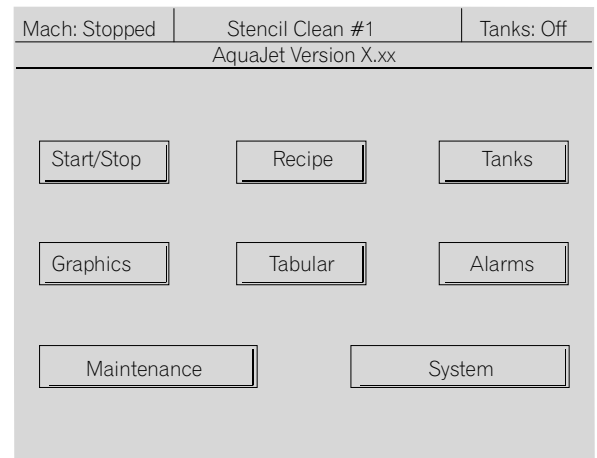 Mach: Stopped Stencil Clean #1 Tanks: Off
AquaJet Version X.xx
Start/Stop Recipe Tanks
Graphics Tabular Alarms
Maintenance System